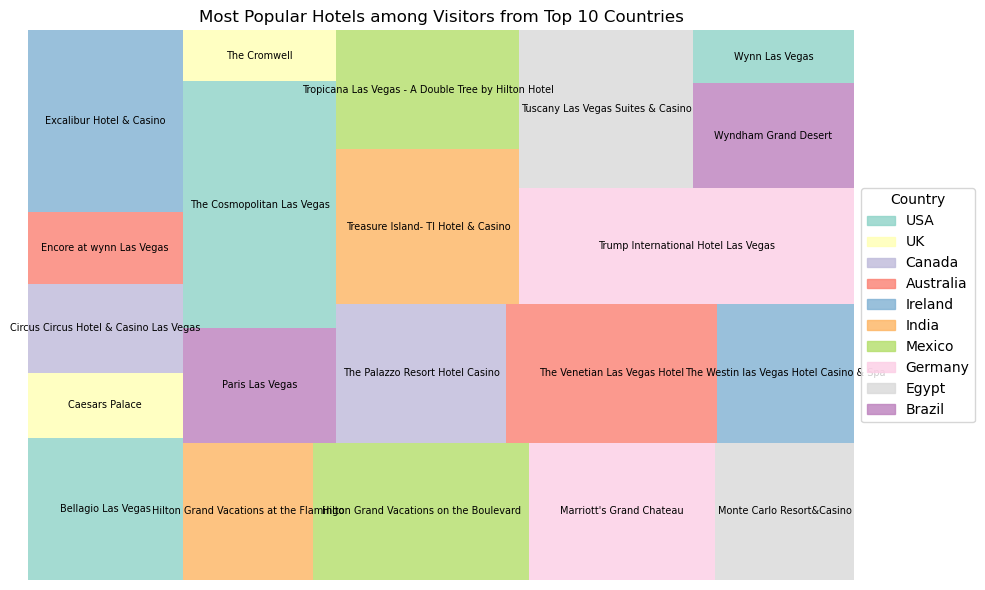 Most Popular Hotels among Visitors from Top 10 Countries
The Cromwell
Wynn Las Vegas
Tropicana Las Vegas - A Double Tree by Hilton Hotel
Tuscany Las Vegas Suites & Casino
Excalibur Hotel & Casino
Wyndham Grand Desert
The Cosmopolitan Las Vegas
Treasure Island- TI Hotel & Casino
Encore at wynn Las Vegas
Trump International Hotel Las Vegas
Circus Circus Hotel & Casino Las Vegas
The Palazzo Resort Hotel Casino
The Venetian Las Vegas Hotel
The Westin las Vegas Hotel Casino & Spa
Paris Las Vegas
Caesars Palace
Bellagio Las Vegas
Hilton Grand Vacations at the Flamingo
Hilton Grand Vacations on the Boulevard
Marriott's Grand Chateau
Monte Carlo Resort&Casino
Country
USA
UK
Canada
Australia
Ireland
India
Mexico
Germany
Egypt
Brazil